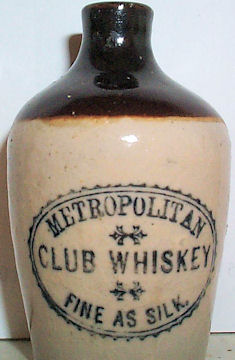 METROPOLITAN
CLUB WHISKEY
FINE AS SILK.